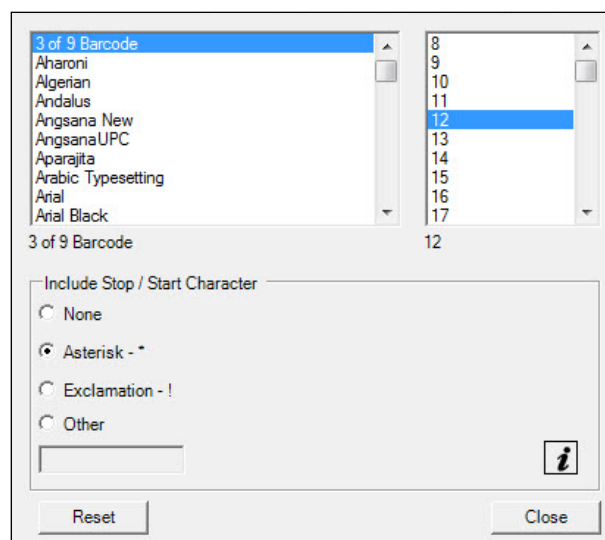 3 of 9 Barcode
Aharoni
Algerian
Andalus
Angsana New
AngsanaUPC
Aparajita
Arabic Typesetting
Arial
Arial Black
8
9
10
11
12
13
14
15
16
17
3 of 9 Barcode
12
Include Stop / Start Character
None
Asterisk - *
Exclamation - !
Other
i
Reset
Close